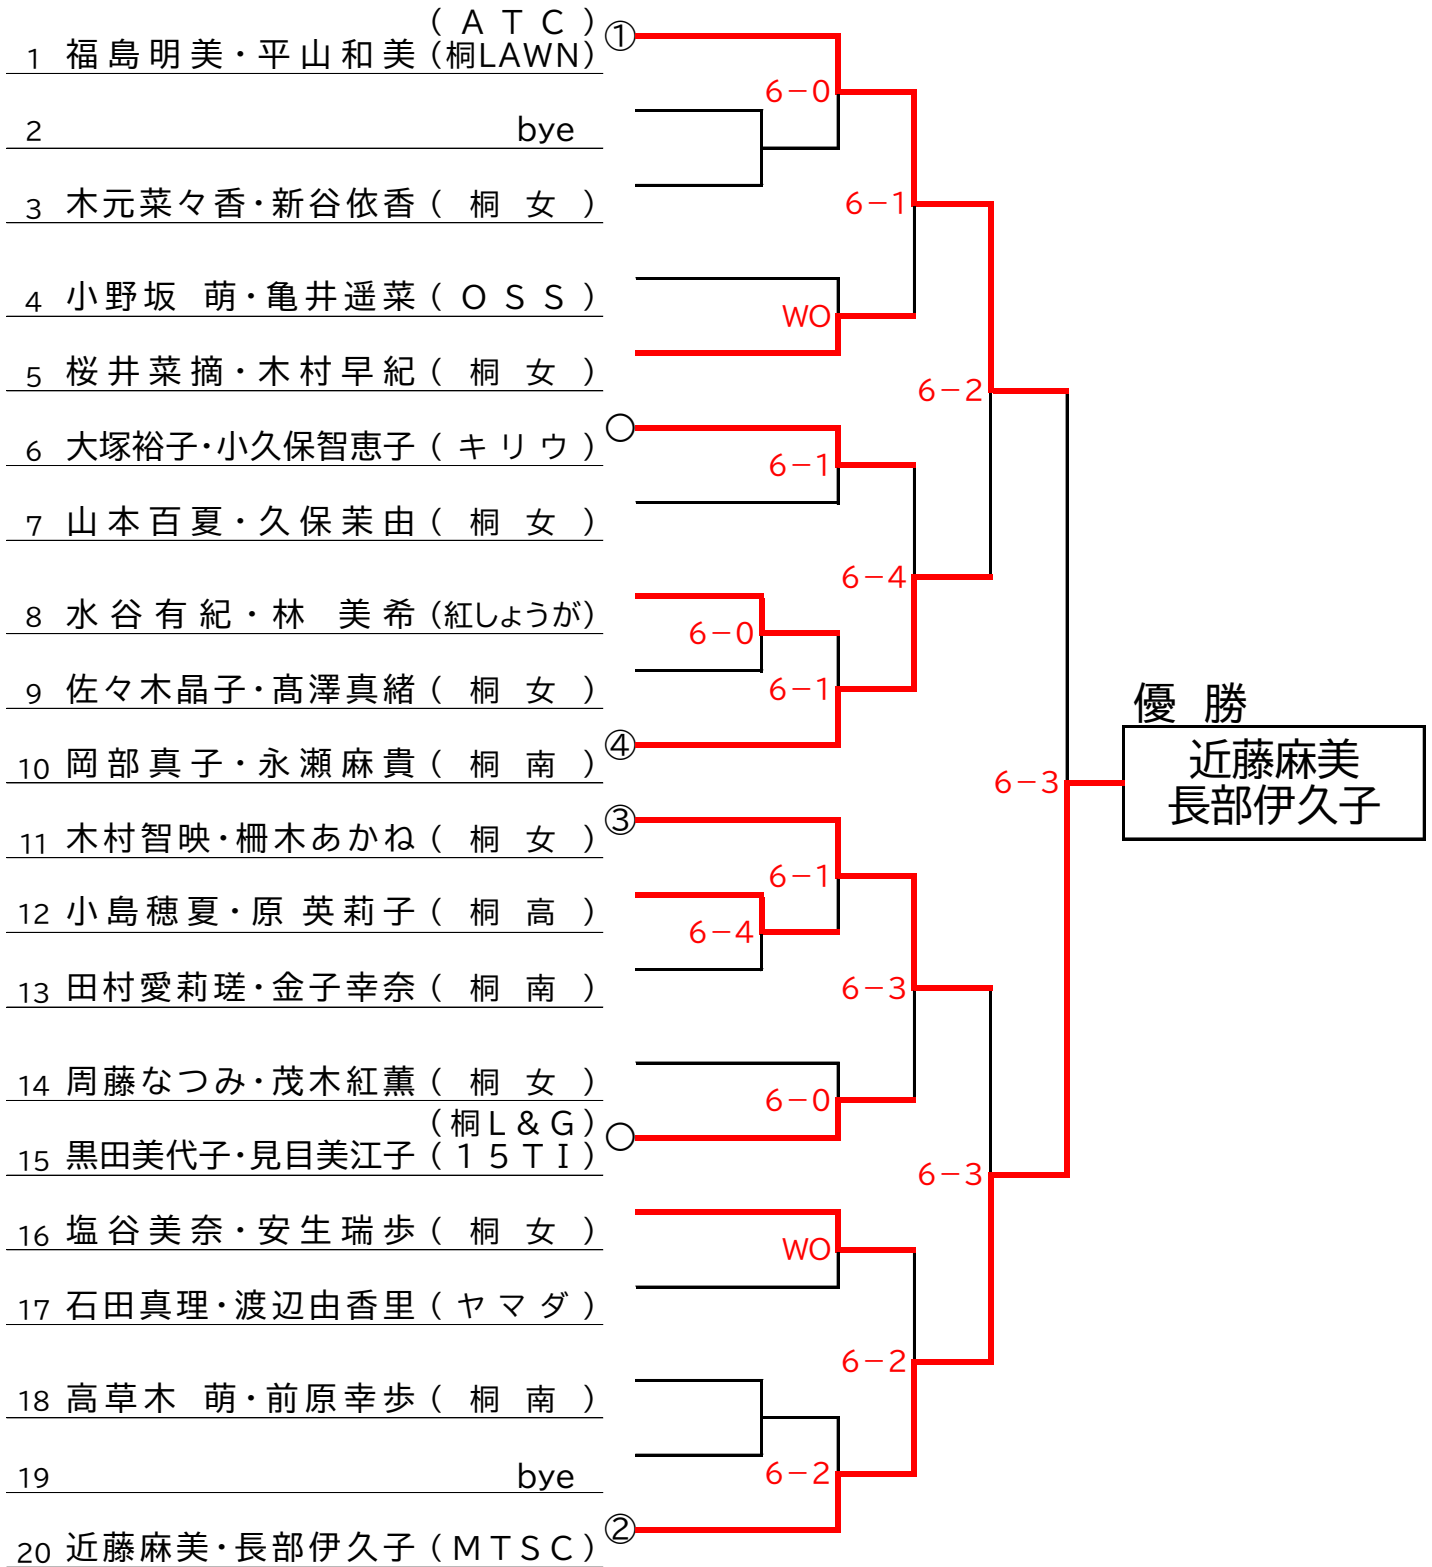 (ATC) ①
1 福島明美・平山和美 (桐LAWN)
6-0
2 bye
3 木元菜々香・新谷依香 (桐女)
6-1
4 小野坂 萌・亀井遥菜 (OSS)
WO
5 桜井菜摘・木村早紀 (桐女)
6-2
6 大塚裕子・小久保智恵子 (キリウ) ○
6-1
7 山本百夏・久保茉由 (桐女)
6-4
8 水谷有紀・林 美希 (紅しょうが)
6-0
9 佐々木晶子・髙澤真緒 (桐女)
6-1
優勝
10 岡部真子・永瀬麻貴 (桐南) ④
近藤麻美
6-3
長部伊久子
11 木村智映・柵木あかね (桐女) ③
6-1
12 小島穂夏・原 英莉子 (桐高)
6-4
13 田村愛莉瑳・金子幸奈 (桐南)
6-3
14 周藤なつみ・茂木紅薫 (桐女)
6-0
(桐L&G) ○
15 黒田美代子・見目美江子 (15TI)
6-3
16 塩谷美奈・安生瑞歩 (桐女)
WO
17 石田真理・渡辺由香里 (ヤマダ)
6-2
18 高草木 萌・前原幸歩 (桐南)
19 bye
6-2
20 近藤麻美・長部伊久子 (MTSC) ②